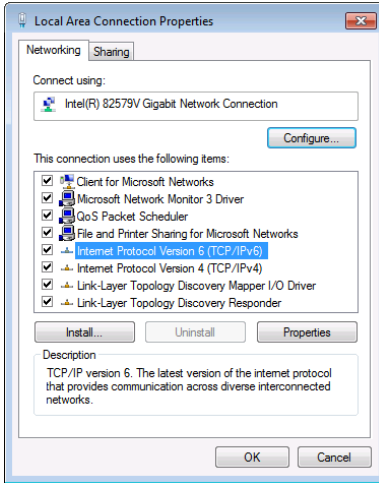 Local Area Connection Properties
Networking Sharing
Connect using:
Intel(R) 82579V Gigabit Network Connection
Configure...
This connection uses the following items:
Client for Microsoft Networks
Microsoft Network Monitor 3 Driver
QoS Packet Scheduler
File and Printer Sharing for Microsoft Networks
Internet Protocol Version 6 (TCP/IPv6)
Internet Protocol Version 4 (TCP/IPv4)
Link-Layer Topology Discovery Mapper I/O Driver
Link-Layer Topology Discovery Responder
Install... Uninstall Properties
Description
TCP/IP version 6. The latest version of the internet protocol
that provides communication across diverse interconnected
networks.
OK Cancel